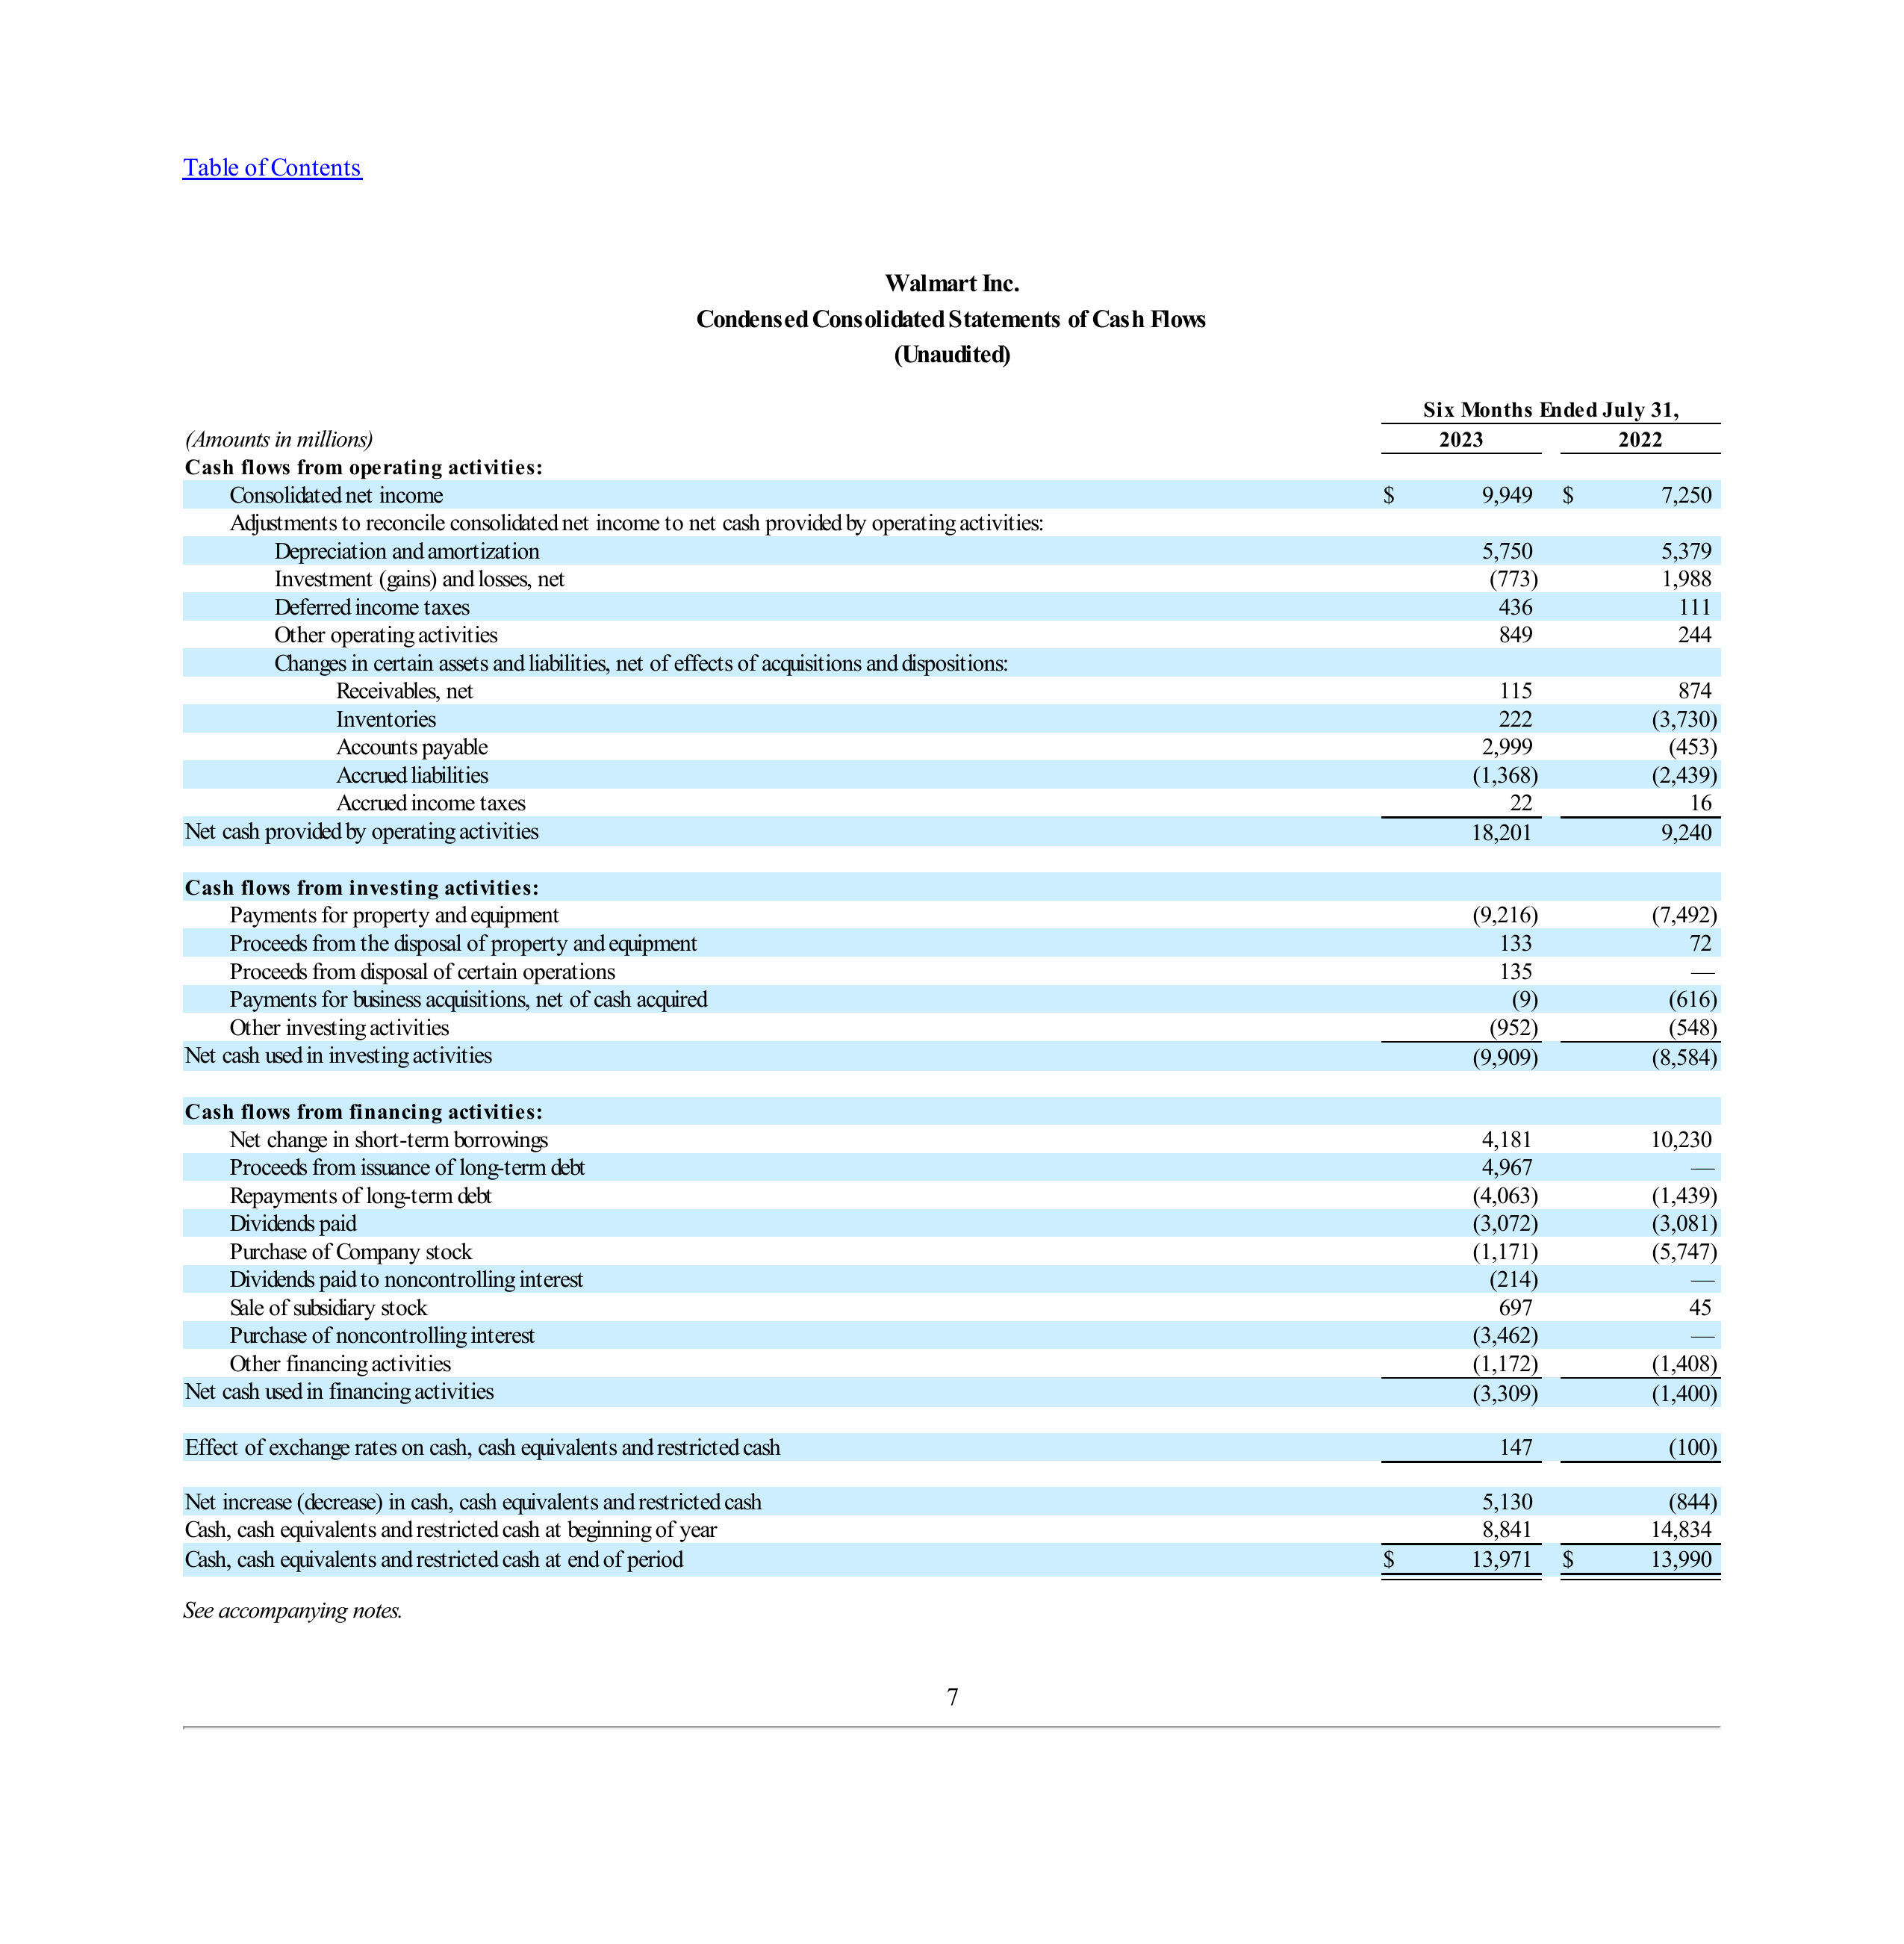 Table of Contents
Walmart Inc.
Condensed Consolidated Statements of Cash Flows
(Unaudited)
Six Months Ended July 31,
(Amounts in millions) 2023 2022
Cash flows from operating activities:
Consolidated net income $ 9,949 $ 7,250
Adjustments to reconcile consolidated net income to net cash provided by operating activities:
Depreciation and amortization 5,750 5,379
Investment (gains) and losses, net (773) 1,988
Deferred income taxes 436 111
Other operating activities 849 244
Changes in certain assets and liabilities, net of effects of acquisitions and dispositions:
Receivables, net 115 874
Inventories 222 (3,730)
Accounts payable 2,999 (453)
Accrued liabilities (1,368) (2,439)
Accrued income taxes 22 16
Net cash provided by operating activities 18,201 9,240
Cash flows from investing activities:
Payments for property and equipment (9,216) (7,492)
Proceeds from the disposal of property and equipment 133 72
Proceeds from disposal of certain operations 135 —
Payments for business acquisitions, net of cash acquired (9) (616)
Other investing activities (952) (548)
Net cash used in investing activities (9,909) (8,584)
Cash flows from financing activities:
Net change in short-term borrowings 4,181 10,230
Proceeds from issuance of long-term debt 4,967 —
Repayments of long-term debt (4,063) (1,439)
Dividends paid (3,072) (3,081)
Purchase of Company stock (1,171) (5,747)
Dividends paid to noncontrolling interest (214) —
Sale of subsidiary stock 697 45
Purchase of noncontrolling interest (3,462) —
Other financing activities (1,172) (1,408)
Net cash used in financing activities (3,309) (1,400)
Effect of exchange rates on cash, cash equivalents and restricted cash 147 (100)
Net increase (decrease) in cash, cash equivalents and restricted cash 5,130 (844)
Cash, cash equivalents and restricted cash at beginning of year 8,841 14,834
Cash, cash equivalents and restricted cash at end of period $ 13,971 $ 13,990
See accompanying notes.
7